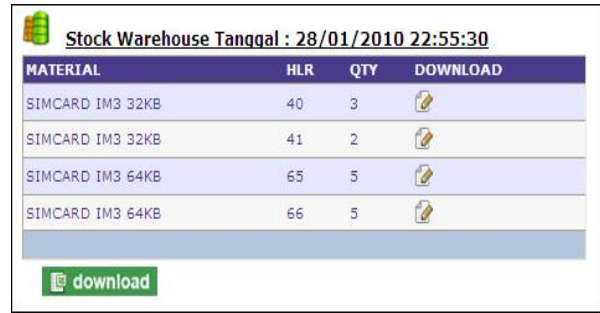 Stock Warehouse Tanggal : 28/01/2010 22:55:30
MATERIAL HLR QTY DOWNLOAD
SIMCARD IM3 32KB 40 3
SIMCARD IM3 32KB 41 2
SIMCARD IM3 64KB 65 5
SIMCARD IM3 64KB 66 5
download